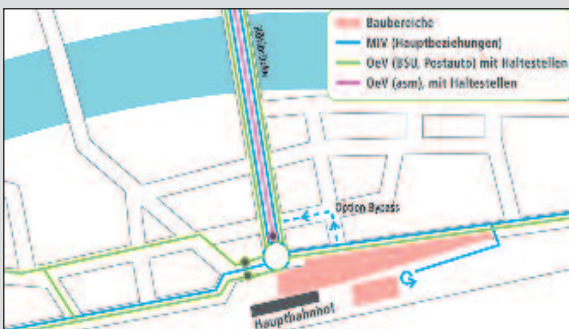 Baubereiche
MIV (Hauptbeziehungen)
OeV (BSU, Postauto) mit Haltestellen
OeV (asm), mit Haltestellen
Option Bypass
Hauptbahnhof